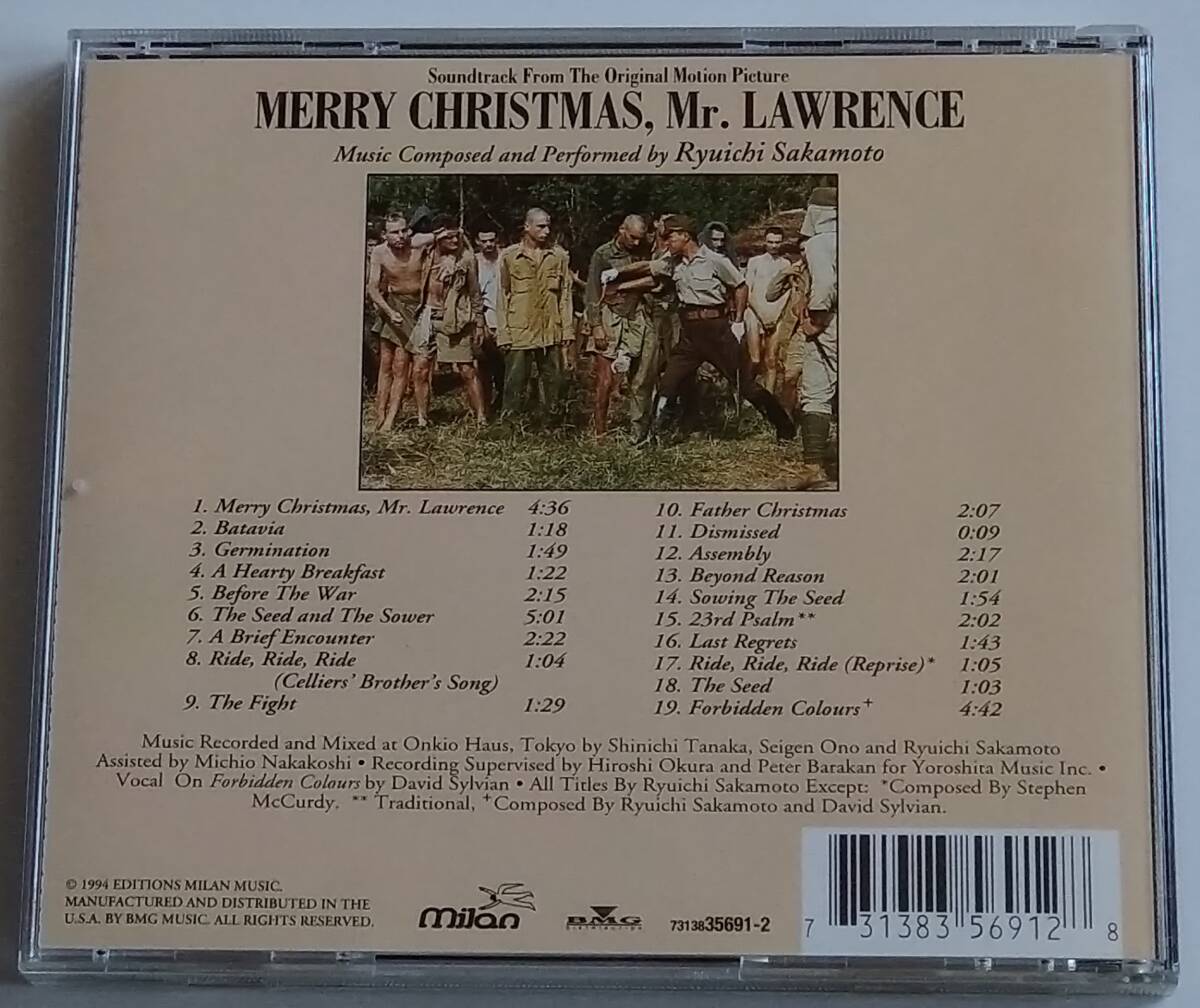 Soundtrack From The Original Motion Picture
MERRY CHRISTMAS, Mr. LAWRENCE
Music Composed and Performed by Ryuichi Sakamoto
1. Merry Christmas, Mr. Lawrence 4:36
2. Batavia 1:18
3. Germination 1:49
4. A Hearty Breakfast 1:22
5. Before The War 2:15
6. The Seed and The Sower 5:01
7. A Brief Encounter 2:22
8. Ride, Ride, Ride 1:04
(Celliers' Brother's Song)
9. The Fight 1:29
10. Father Christmas 2:07
11. Dismissed 0:09
12. Assembly 2:17
13. Beyond Reason 2:01
14. Sowing The Seed 1:54
15. 23rd Psalm** 2:02
16. Last Regrets 1:43
17. Ride, Ride, Ride (Reprise)* 1:05
18. The Seed 1:03
19. Forbidden Colours+ 4:42
Music Recorded and Mixed at Onkio Haus, Tokyo by Shinichi Tanaka, Seigen Ono and Ryuichi Sakamoto
Assisted by Michio Nakakoshi • Recording Supervised by Hiroshi Okura and Peter Barakan for Yoroshita Music Inc. •
Vocal On Forbidden Colours by David Sylvian • All Titles By Ryuichi Sakamoto Except: *Composed By Stephen
McCurdy, ** Traditional, +Composed By Ryuichi Sakamoto and David Sylvian.
© 1994 EDITIONS MILAN MUSIC.
MANUFACTURED AND DISTRIBUTED IN THE
U.S.A. BY BMG MUSIC. ALL RIGHTS RESERVED.
milan
BMG
DISTRIBUTION
7313835691-2
7 31383 56912 8